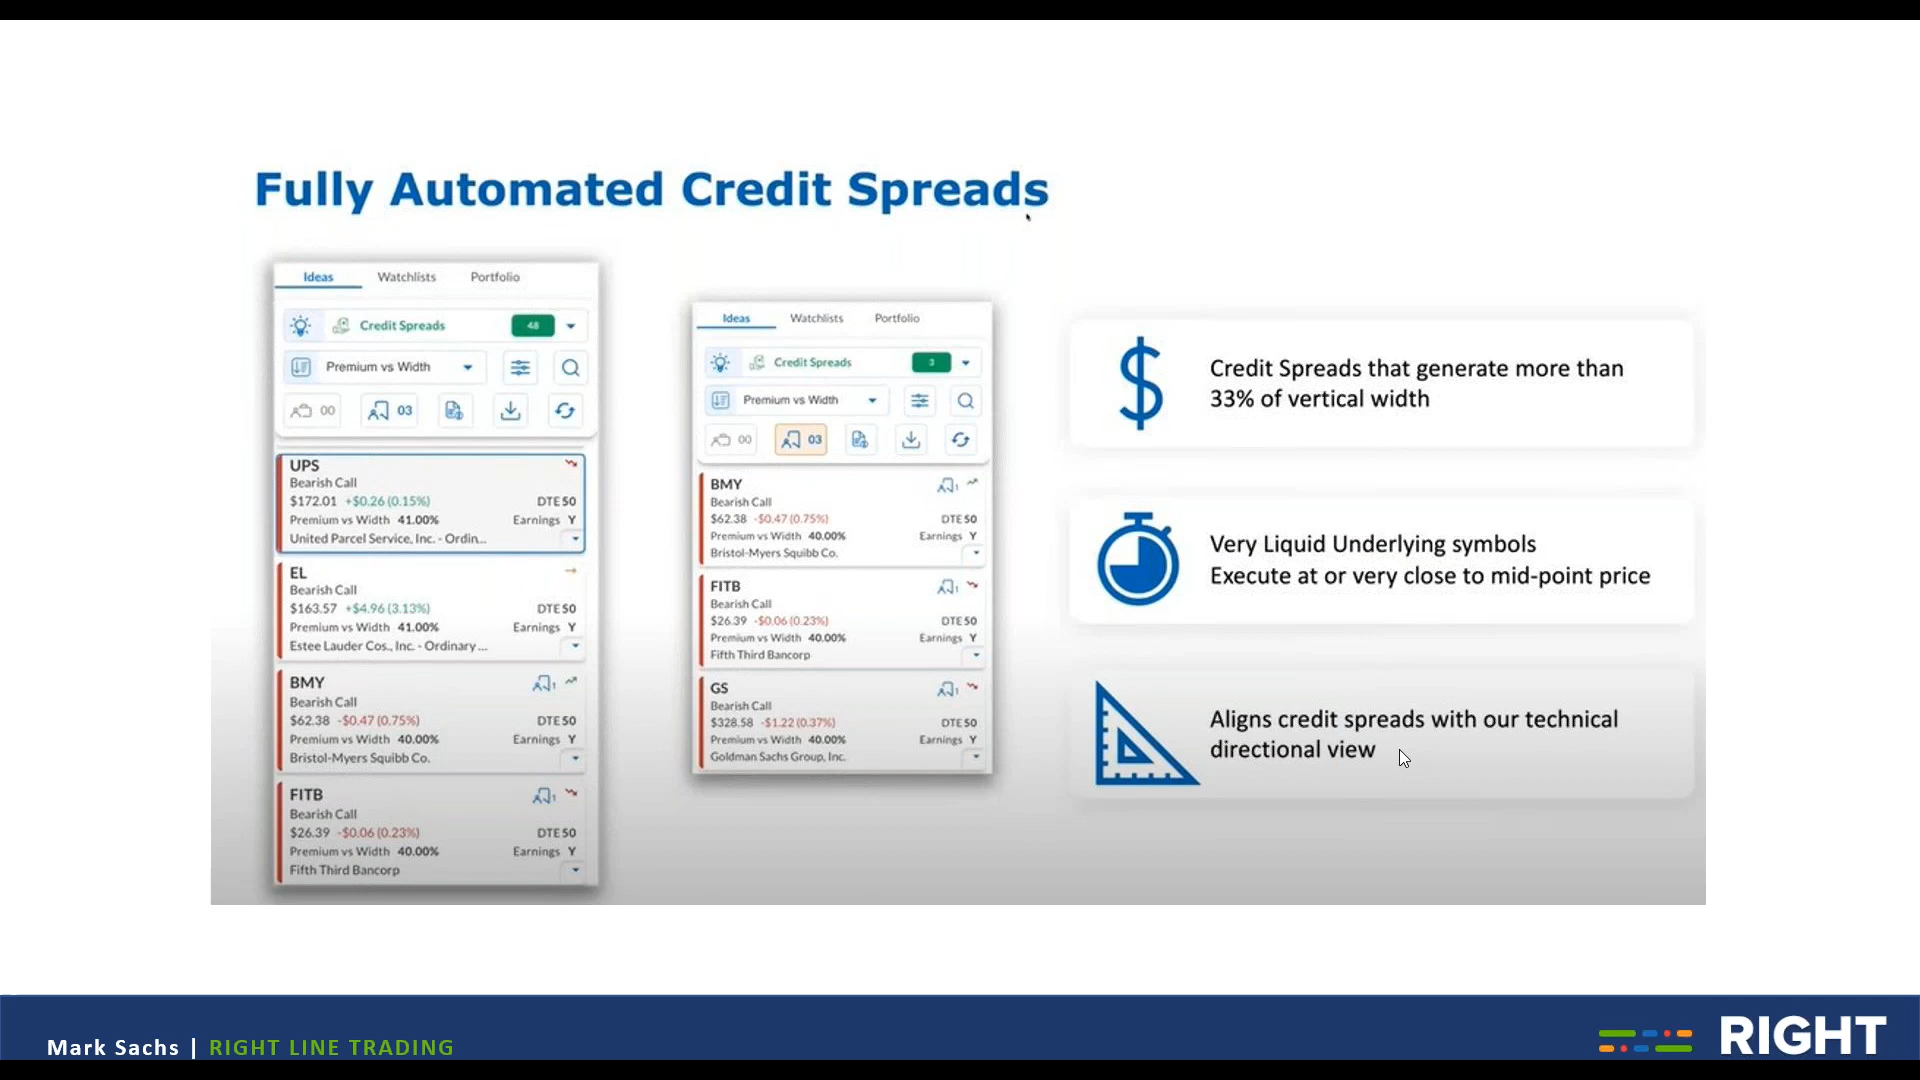 Fully Automated Credit Spreads
Ideas Watchlists Portfolio
Credit Spreads 48
Premium vs Width
00 03
UPS
Bearish Call
$172.01 +$0.26 (0.15%) DTE 50
Premium vs Width 41.00% Earnings Y
United Parcel Service, Inc. - Ordin...
EL
Bearish Call
$163.57 +$4.96 (3.13%) DTE 50
Premium vs Width 41.00% Earnings Y
Estee Lauder Cos., Inc. - Ordinary ...
BMY 1
Bearish Call
$62.38 -$0.47 (0.75%) DTE 50
Premium vs Width 40.00% Earnings Y
Bristol-Myers Squibb Co.
FITB 1
Bearish Call
$26.39 -$0.06 (0.23%) DTE 50
Premium vs Width 40.00% Earnings Y
Fifth Third Bancorp
Ideas Watchlists Portfolio
Credit Spreads 3
Premium vs Width
00 03
BMY 1
Bearish Call
$62.38 -$0.47 (0.75%) DTE 50
Premium vs Width 40.00% Earnings Y
Bristol-Myers Squibb Co.
FITB 1
Bearish Call
$26.39 -$0.06 (0.23%) DTE 50
Premium vs Width 40.00% Earnings Y
Fifth Third Bancorp
GS 1
Bearish Call
$328.58 -$1.22 (0.37%) DTE 50
Premium vs Width 40.00% Earnings Y
Goldman Sachs Group, Inc.
Credit Spreads that generate more than
33% of vertical width
Very Liquid Underlying symbols
Execute at or very close to mid-point price
Aligns credit spreads with our technical
directional view
Mark Sachs | RIGHT LINE TRADING
RIGHT